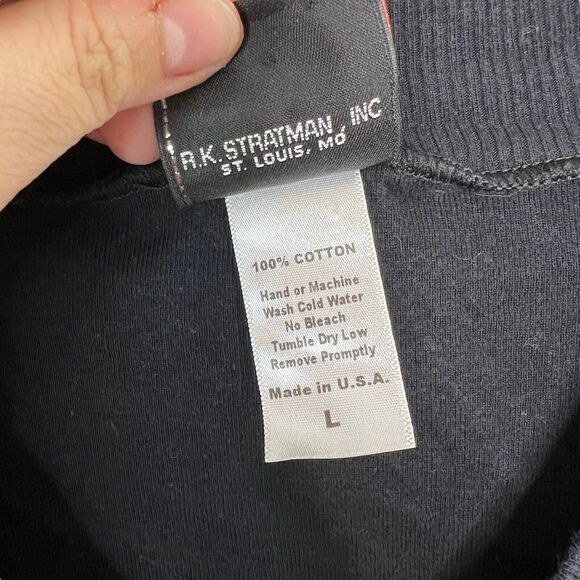 R.K. STRATMAN, INC
ST. LOUIS, MO
100% COTTON
Hand or Machine
Wash Cold Water
No Bleach
Tumble Dry Low
Remove Promptly
Made in U.S.A.
L